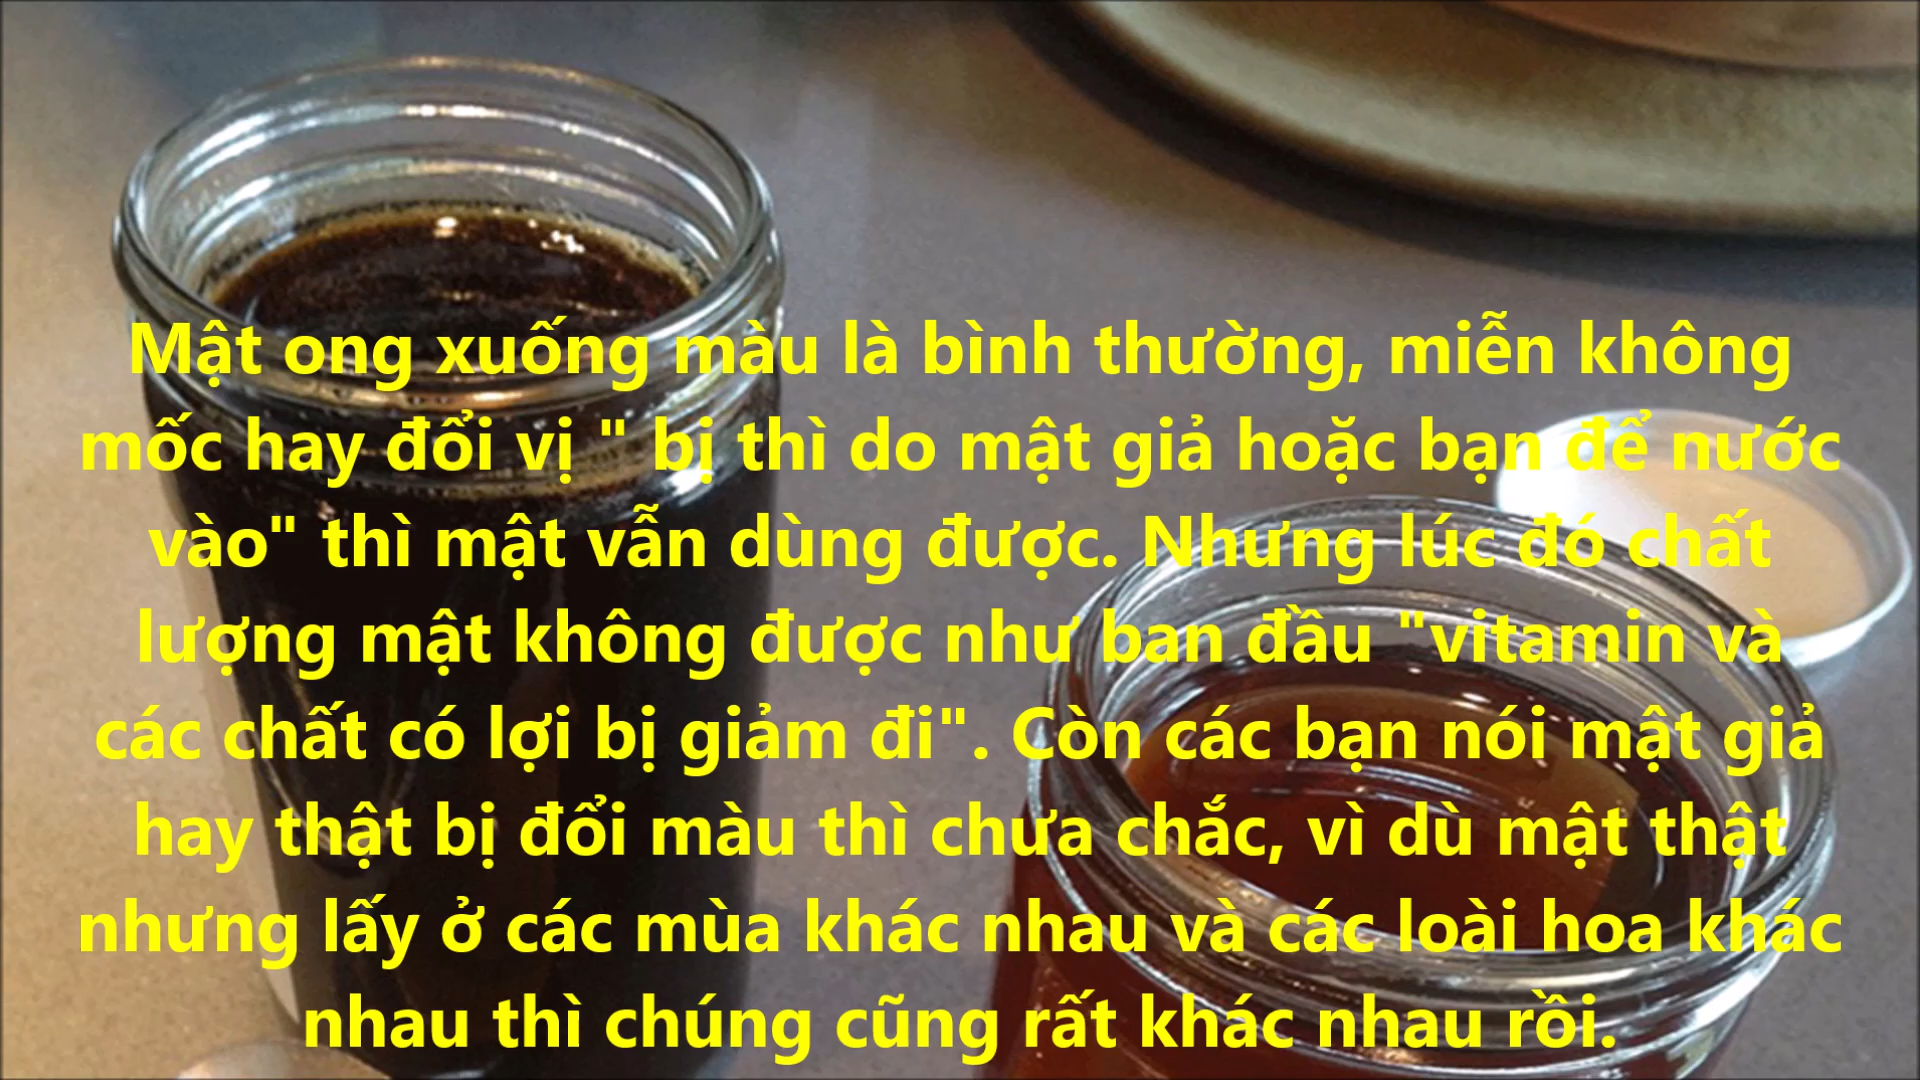 Mật ong xuống màu là bình thường, miễn không
mốc hay đổi vị " bị thì do mật giả hoặc bạn để nước
vào" thì mật vẫn dùng được. Nhưng lúc đó chất
lượng mật không được như ban đầu "vitamin và
các chất có lợi bị giảm đi". Còn các bạn nói mật giả
hay thật bị đổi màu thì chưa chắc, vì dù mật thật
nhưng lấy ở các mùa khác nhau và các loài hoa khác
nhau thì chúng cũng rất khác nhau rồi.